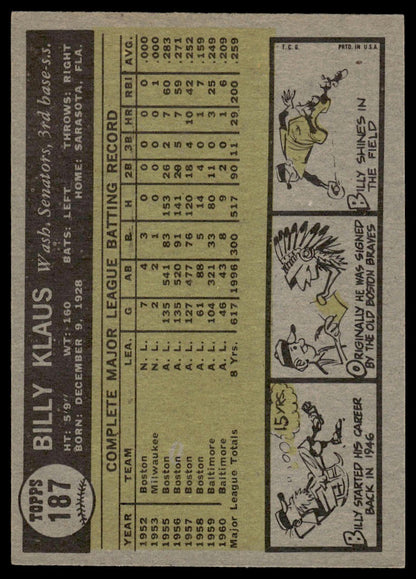 TOPPS
187
BILLY KLAUS Wash. Senators, 3rd base-s.s.
HT: 5'9" WT: 160 BATS: LEFT THROWS: RIGHT
BORN: DECEMBER 9, 1928 HOME: SARASOTA, FLA.
COMPLETE MAJOR LEAGUE BATTING RECORD
YEAR TEAM LEA. G AB R. H 2B 3B HR RBI AVG.
1952 Boston N. L. 7 4 3 0 0 0 0 0 .000
1953 Milwaukee N. L. 2 2 0 0 0 0 0 1 .000
1955 Boston A. L. 135 541 83 153 26 2 7 60 .283
1956 Boston A. L. 135 520 91 141 29 5 7 59 .271
1957 Boston A. L. 127 477 76 120 18 4 10 42 .252
1958 Boston A. L. 61 88 5 14 4 0 1 7 .159
1959 Baltimore A. L. 104 321 33 80 11 0 3 25 .249
1960 Baltimore A. L. 46 43 8 9 2 0 1 6 .209
Major League Totals 8 Yrs. 617 1996 300 517 90 11 29 200 .259
15 YRS.
BILLY STARTED HIS CAREER
BACK IN 1946
ORIGINALLY HE WAS SIGNED
BY THE OLD BOSTON BRAVES
T. C. G. PRTD. IN U.S.A.
BILLY SHINES IN
THE FIELD